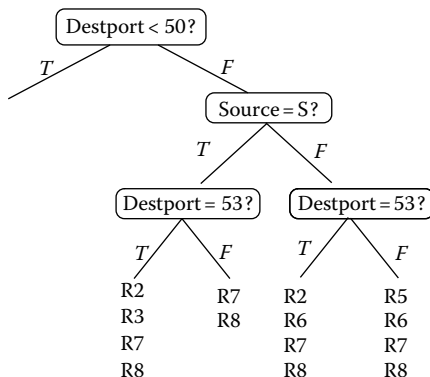 Destport < 50?
T F
Source = S?
T F
Destport = 53? Destport = 53?
T F T F
R2 R7 R2 R5
R3 R8 R6 R6
R7 R7 R7
R8 R8 R8